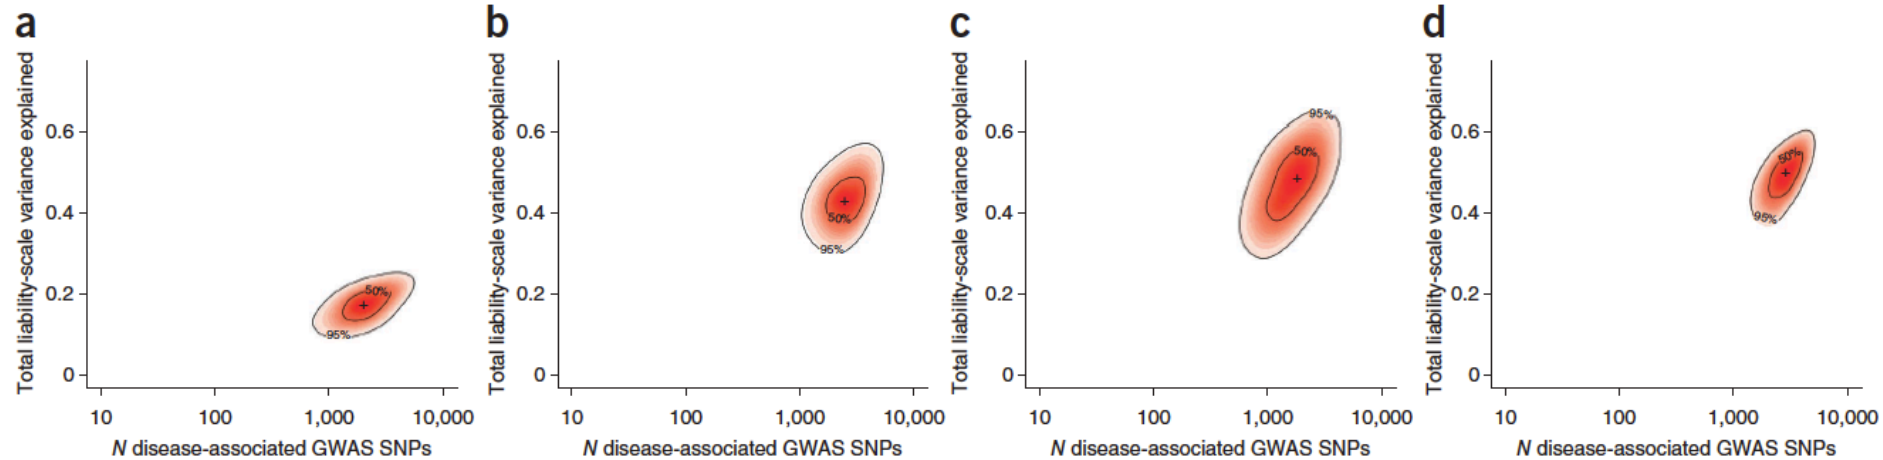 a
Total liability-scale variance explained
0.6
0.4
0.2
0
95%
50%
10 100 1,000 10,000
N disease-associated GWAS SNPs
b
Total liability-scale variance explained
0.6
0.4
0.2
0
50%
95%
10 100 1,000 10,000
N disease-associated GWAS SNPs
c
Total liability-scale variance explained
0.6
0.4
0.2
0
95%
50%
10 100 1,000 10,000
N disease-associated GWAS SNPs
d
Total liability-scale variance explained
0.6
0.4
0.2
0
50%
95%
10 100 1,000 10,000
N disease-associated GWAS SNPs